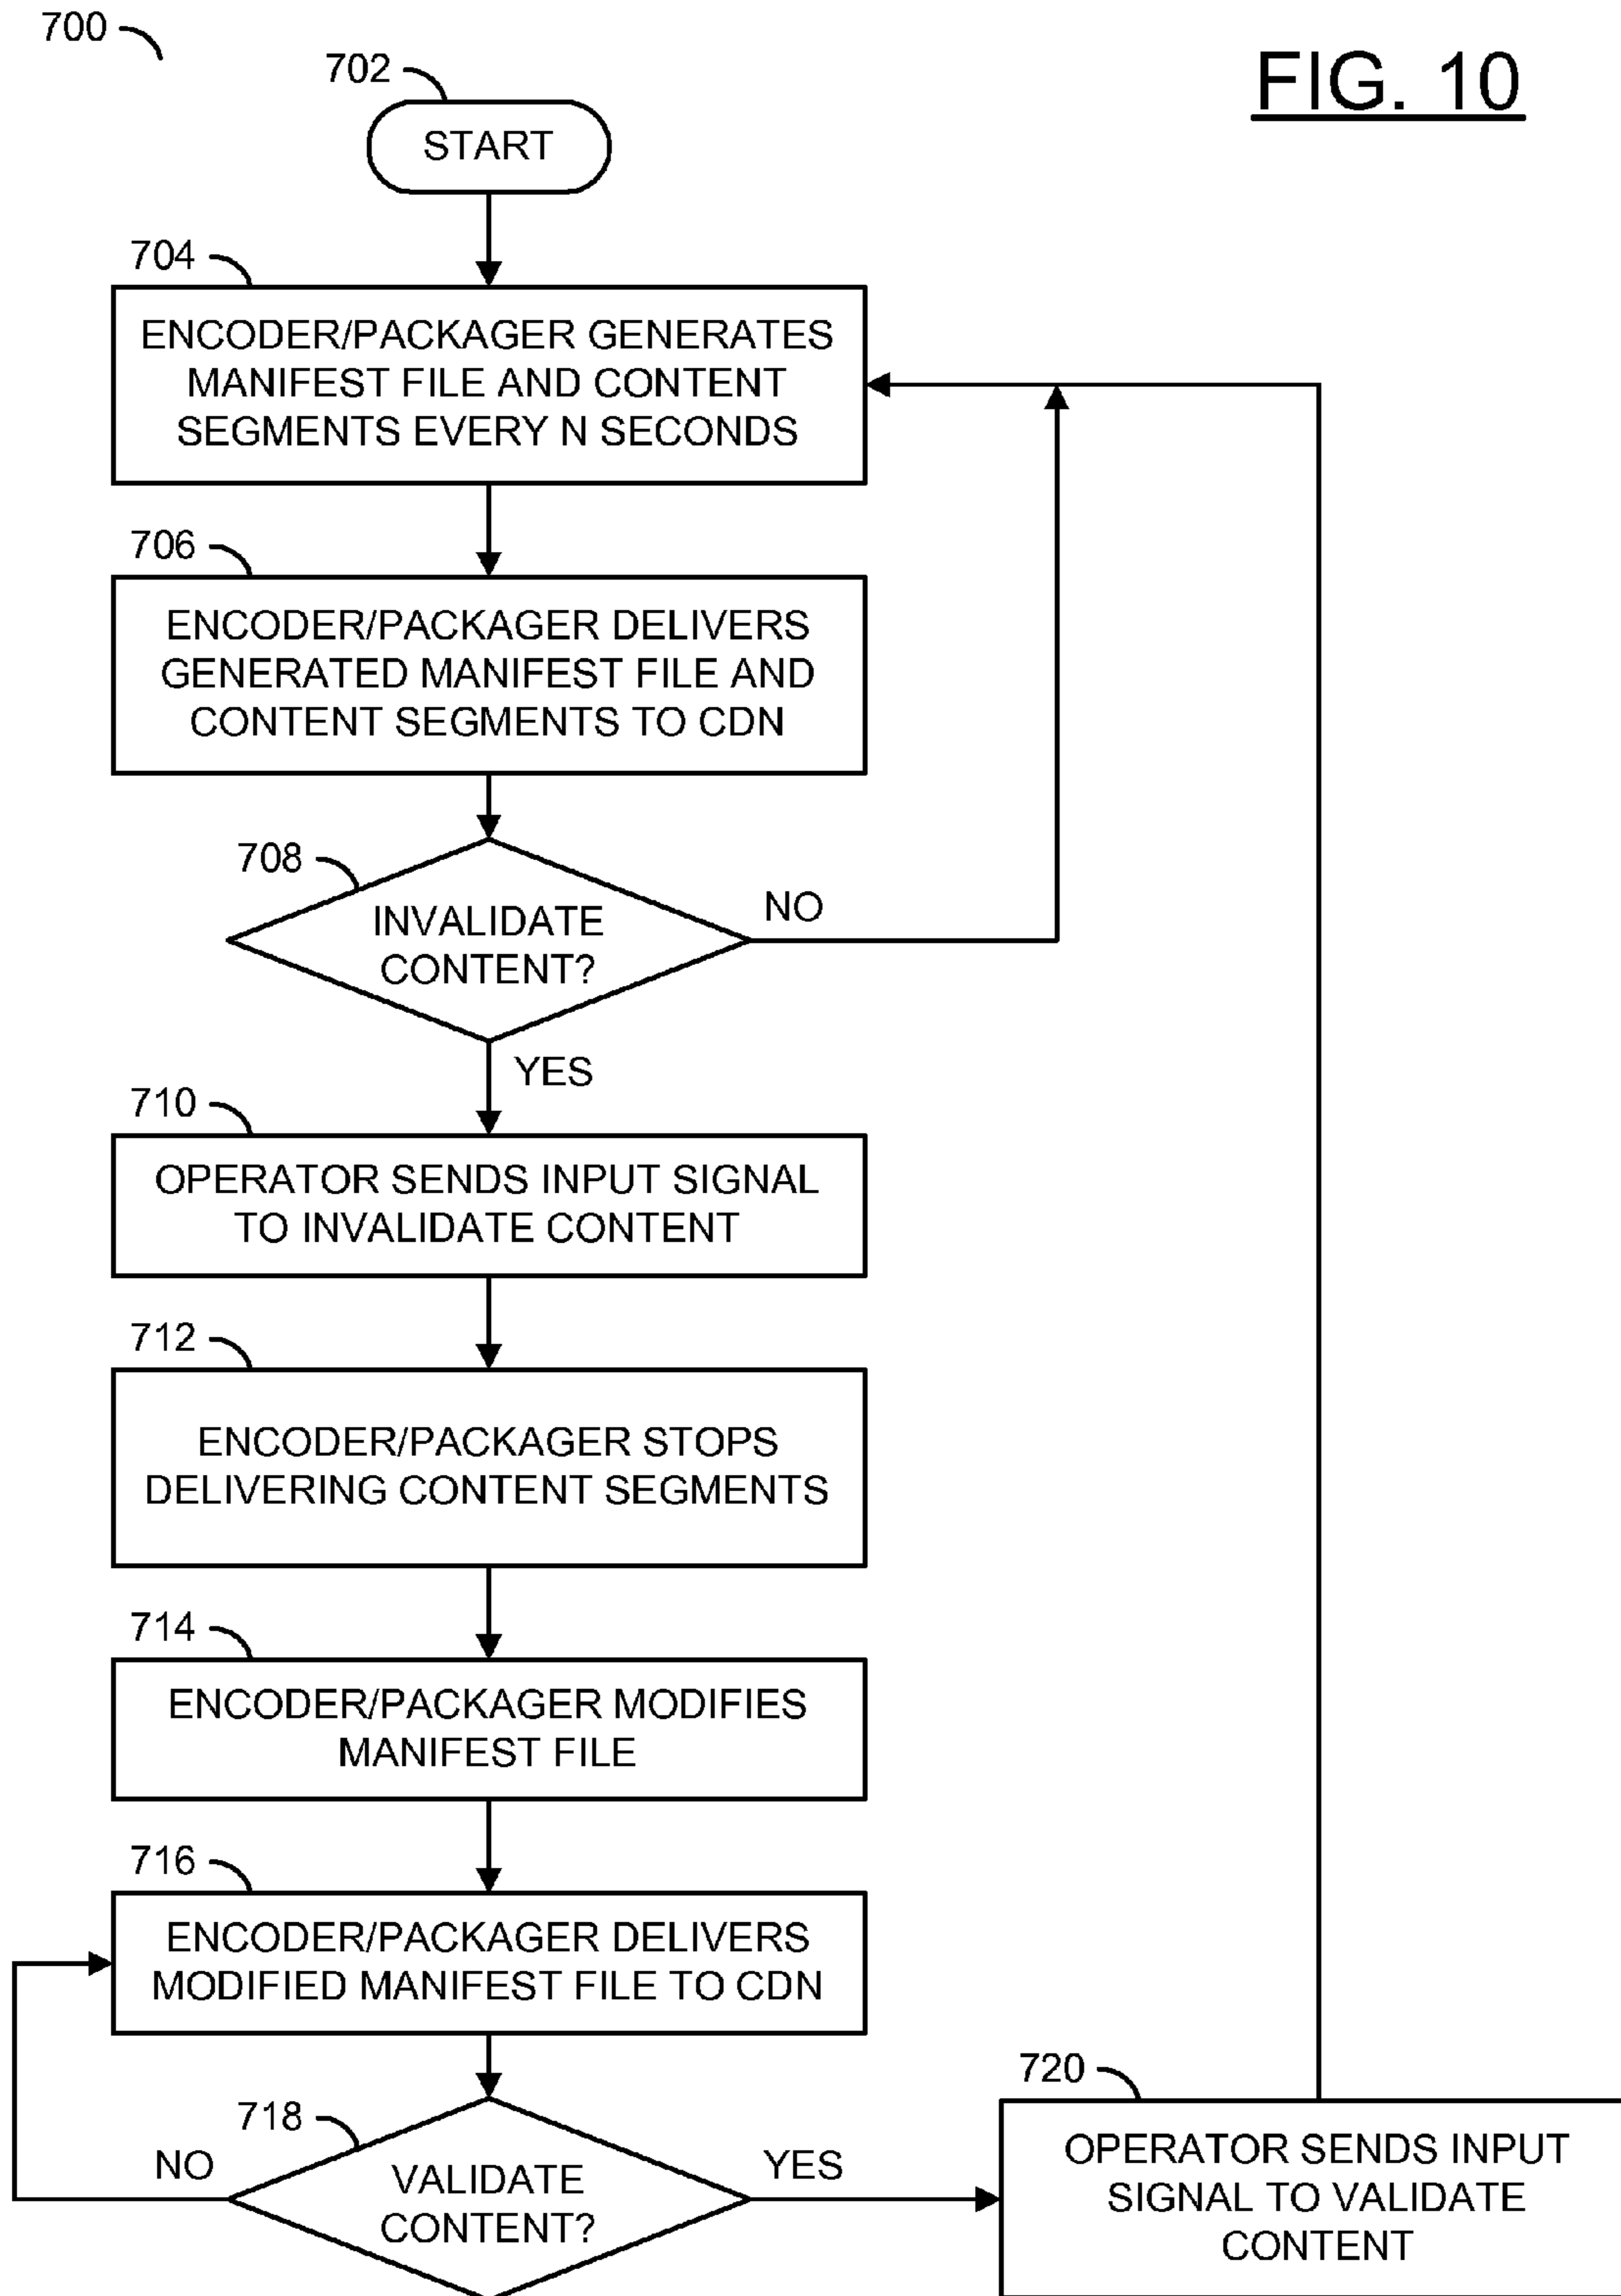 700
FIG. 10
702
START
704
ENCODER/PACKAGER GENERATES
MANIFEST FILE AND CONTENT
SEGMENTS EVERY N SECONDS
706
ENCODER/PACKAGER DELIVERS
GENERATED MANIFEST FILE AND
CONTENT SEGMENTS TO CDN
708
INVALIDATE
CONTENT?
NO
YES
710
OPERATOR SENDS INPUT SIGNAL
TO INVALIDATE CONTENT
712
ENCODER/PACKAGER STOPS
DELIVERING CONTENT SEGMENTS
714
ENCODER/PACKAGER MODIFIES
MANIFEST FILE
716
ENCODER/PACKAGER DELIVERS
MODIFIED MANIFEST FILE TO CDN
718
NO
VALIDATE
CONTENT?
YES
720
OPERATOR SENDS INPUT
SIGNAL TO VALIDATE
CONTENT